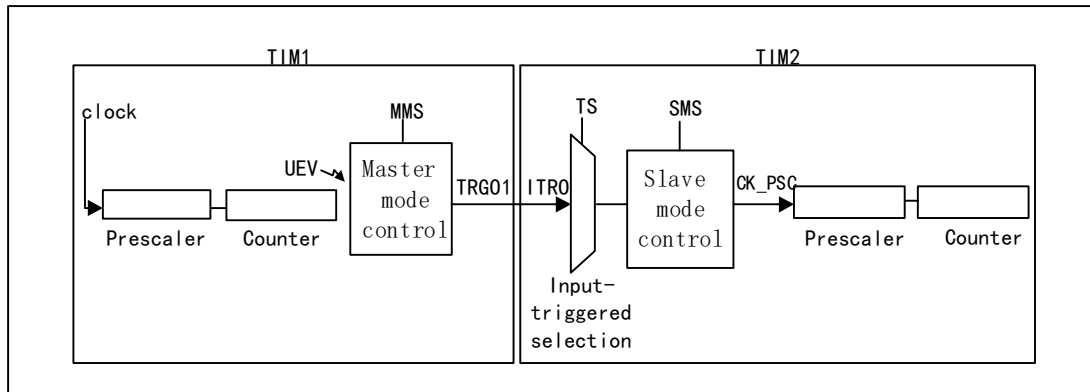 TIM1
TIM2
clock
MMS
TS
SMS
UEV
Master
mode
control
TRGO1
ITR0
Slave
mode
control
CK_PSC
Prescaler
Counter
Prescaler
Counter
Input-
triggered
selection